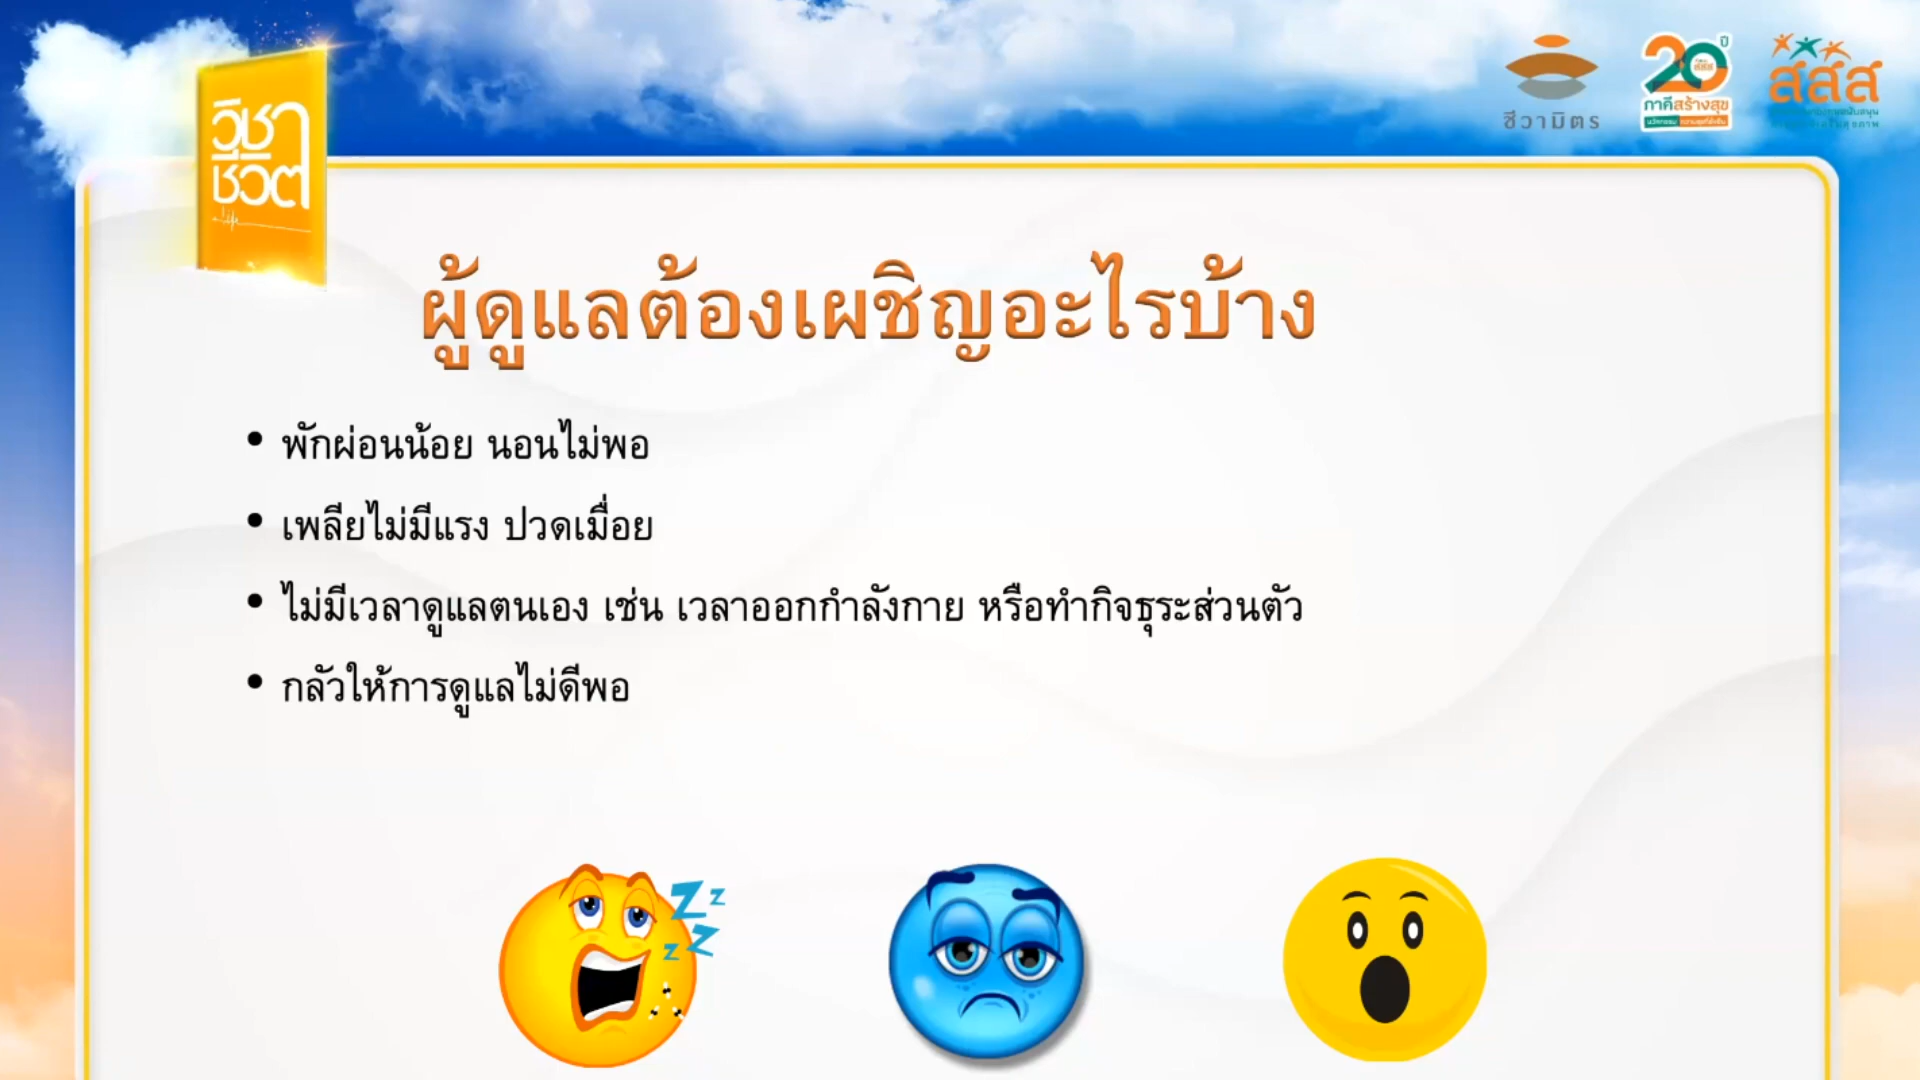 วิชา
ชีวิต
Life
ชีวามิตร
20 ปี
สสส
ภาคีสร้างสุข
สสส
ผู้ดูแลต้องเผชิญอะไรบ้าง
• พักผ่อนน้อย นอนไม่พอ
• เพลียไม่มีแรง ปวดเมื่อย
• ไม่มีเวลาดูแลตนเอง เช่น เวลาออกกำลังกาย หรือทำกิจธุระส่วนตัว
• กลัวให้การดูแลไม่ดีพอ
Z z
z Z